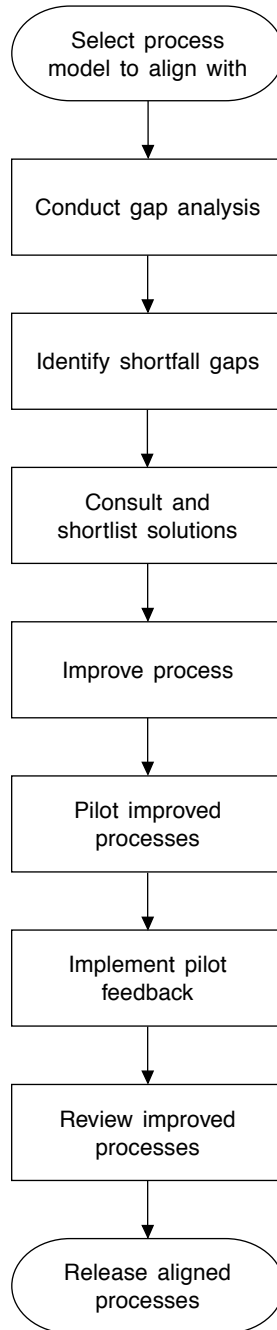 Select process
model to align with
Conduct gap analysis
Identify shortfall gaps
Consult and
shortlist solutions
Improve process
Pilot improved
processes
Implement pilot
feedback
Review improved
processes
Release aligned
processes